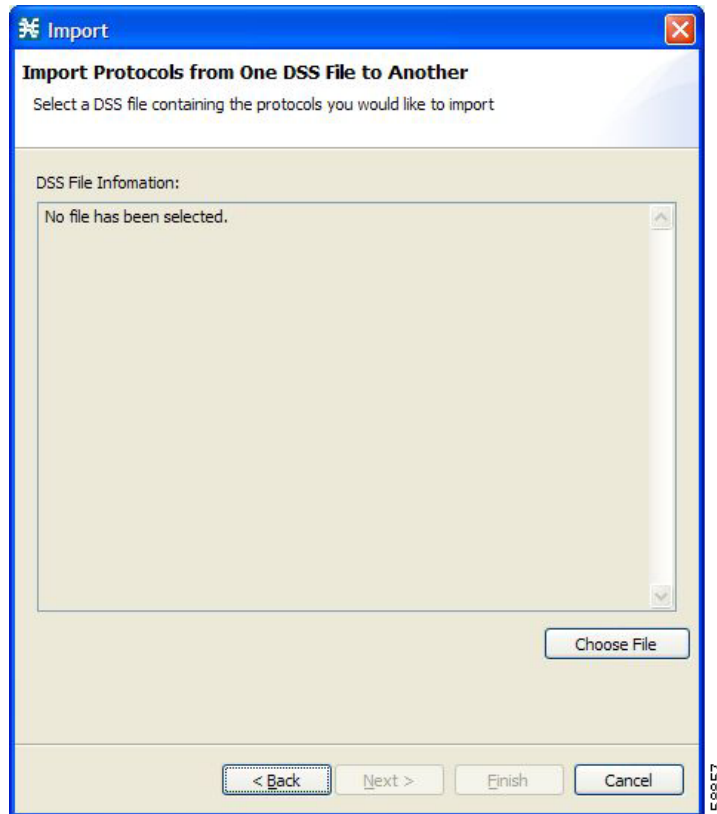 Import
Import Protocols from One DSS File to Another
Select a DSS file containing the protocols you would like to import
DSS File Infomation:
No file has been selected.
Choose File
< Back
Next >
Finish
Cancel